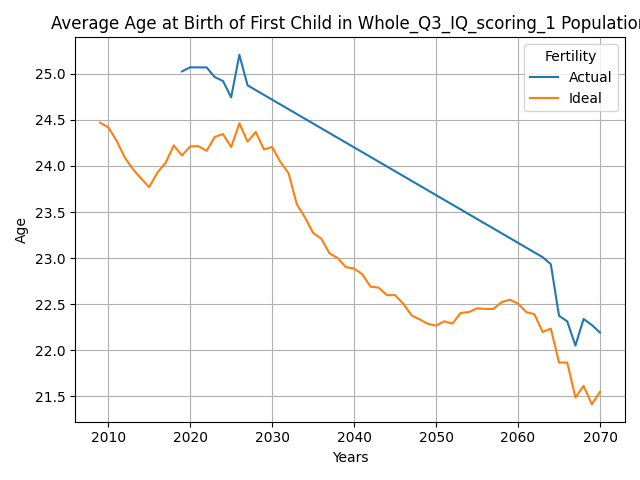 Average Age at Birth of First Child in Whole_Q3_IQ_scoring_1 Population
Fertility
Actual
Ideal
25.0
24.5
24.0
23.5
23.0
22.5
22.0
21.5
Age
2010 2020 2030 2040 2050 2060 2070
Years